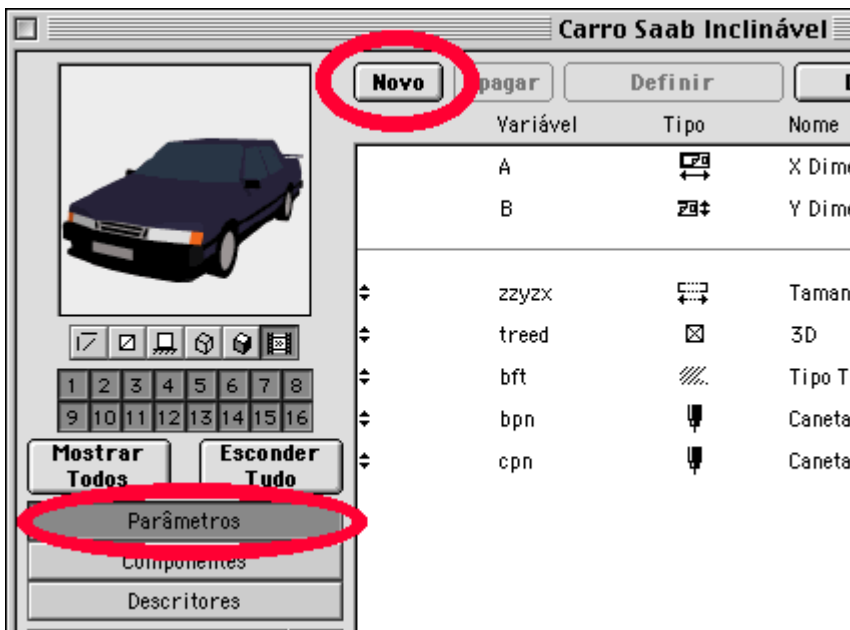 Carro Saab Inclinável
Novo pagar Definir
Variável Tipo Nome
A X Dime
B Y Dime
zzyzx Taman
treed 3D
bft Tipo T
bpn Caneta
cpn Caneta
1 2 3 4 5 6 7 8
9 10 11 12 13 14 15 16
Mostrar Todos
Esconder Tudo
Parâmetros
Componentes
Descritores